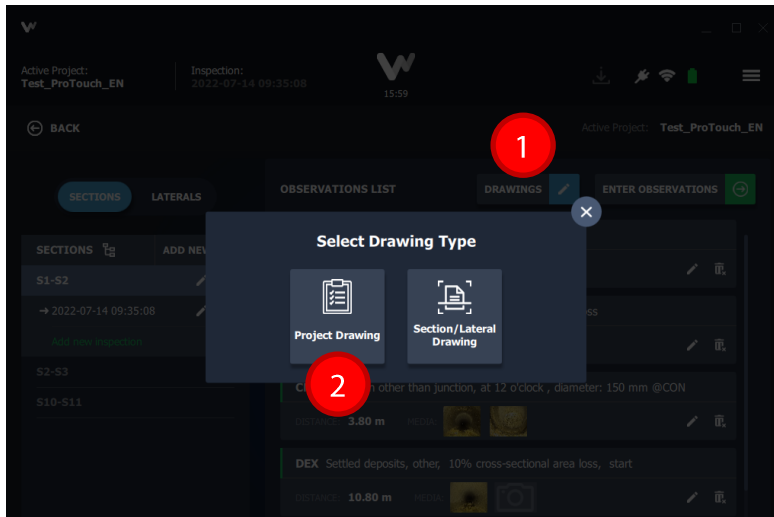 Active Project:
Test_ProTouch_EN
Inspection:
2022-07-14 09:35:08
15:59
BACK
Active Project: Test_ProTouch_EN
1
SECTIONS
LATERALS
OBSERVATIONS LIST
DRAWINGS
ENTER OBSERVATIONS
SECTIONS
ADD NEW
Select Drawing Type
S1-S2
→ 2022-07-14 09:35:08
ss
Project Drawing
Section/Lateral
Drawing
Add new inspection
S2-S3
2
other than junction, at 12 o'clock , diameter: 150 mm @CON
S10-S11
DISTANCE: 3.80 m MEDIA:
DEX Settled deposits, other, 10% cross-sectional area loss, start
DISTANCE: 10.80 m MEDIA: